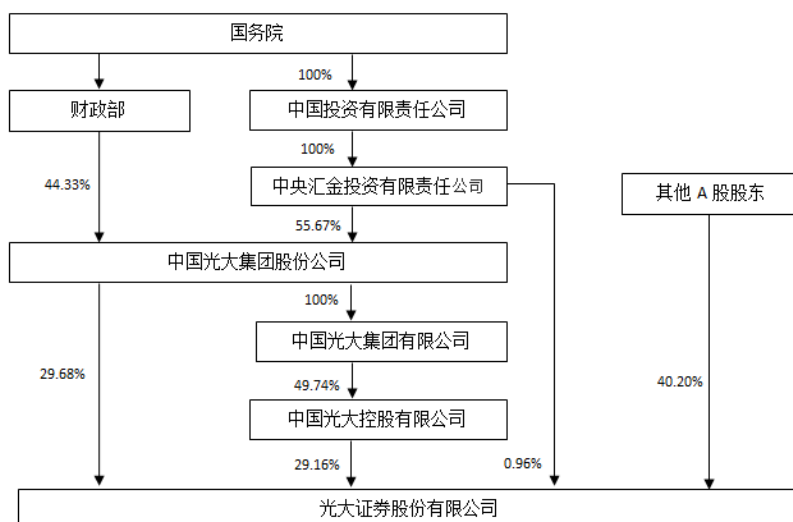 国务院
100%
财政部
中国投资有限责任公司
100%
44.33%
中央汇金投资有限责任公司
其他 A 股股东
55.67%
中国光大集团股份公司
100%
中国光大集团有限公司
29.68%
49.74%
40.20%
中国光大控股有限公司
29.16%
0.96%
光大证券股份有限公司